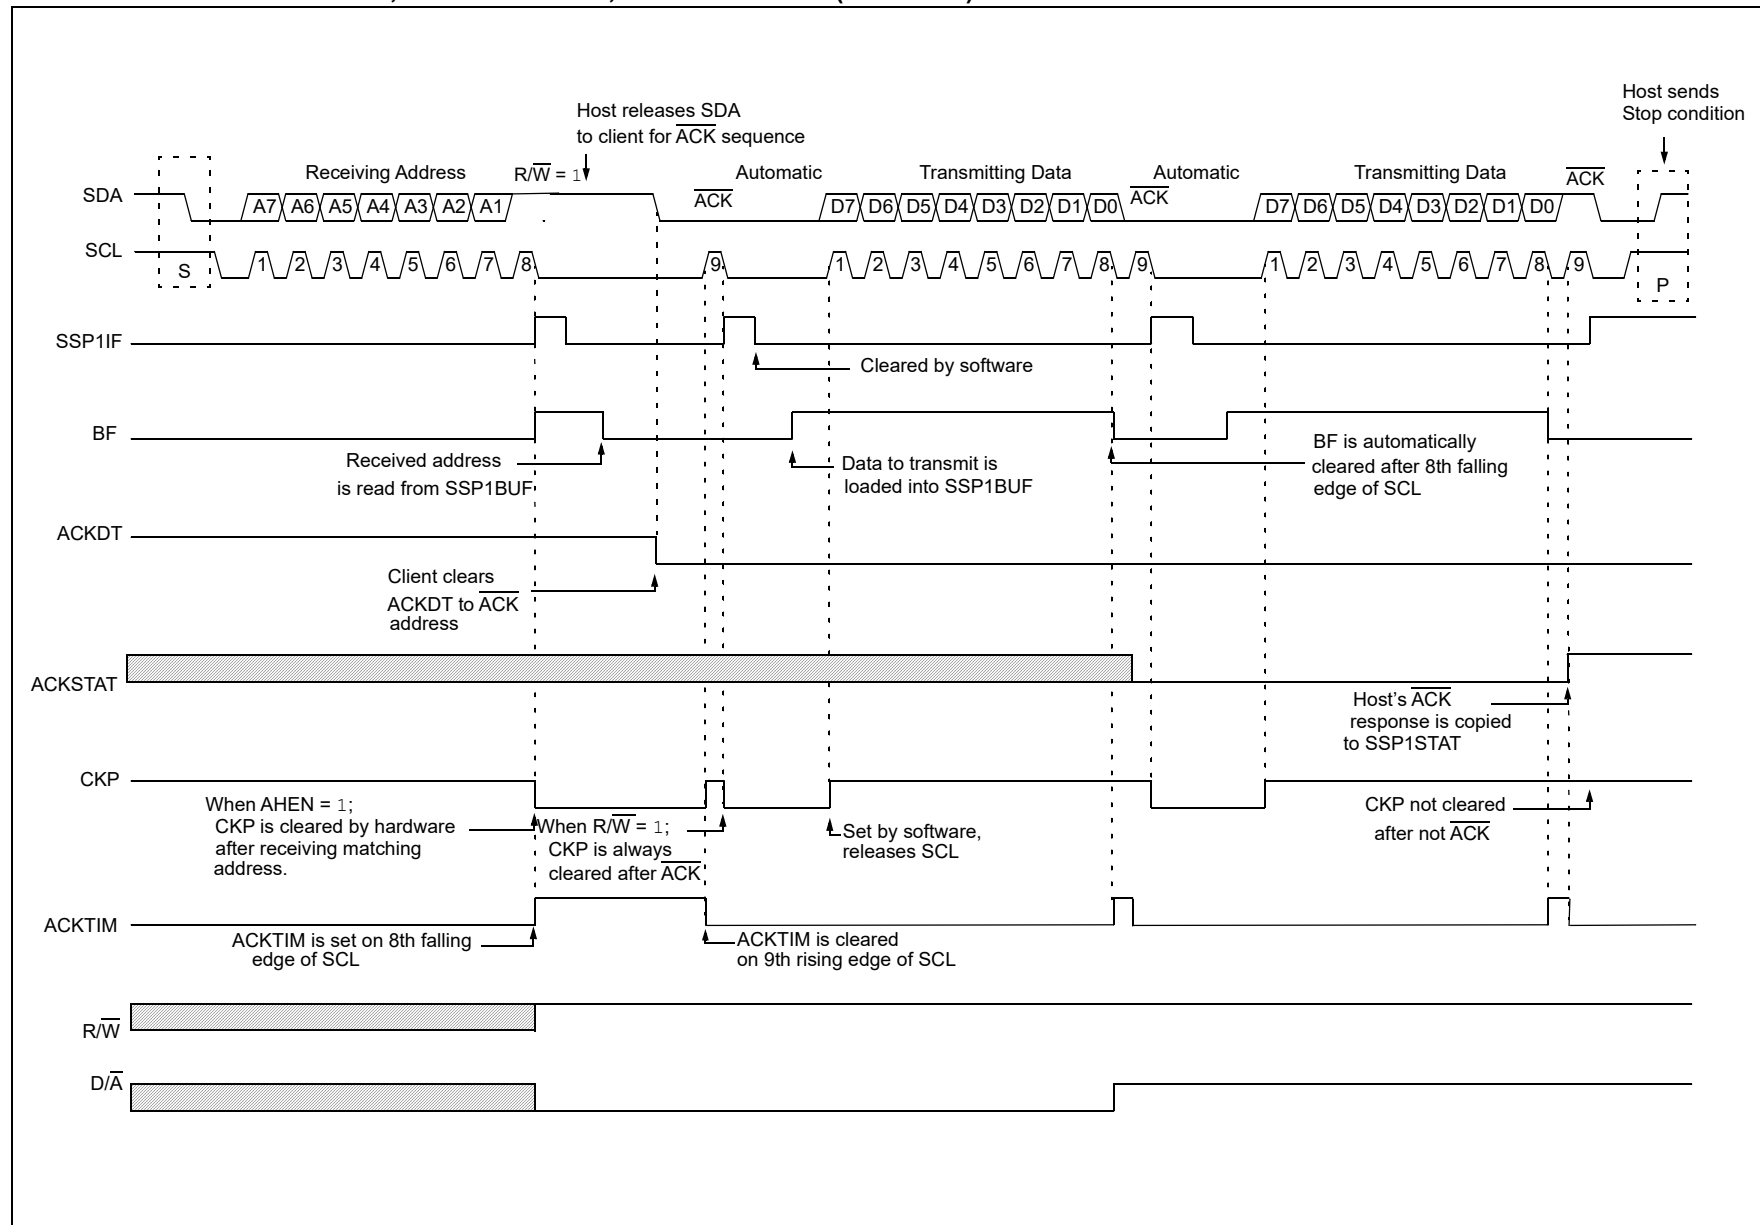 Host sends
Stop condition
Host releases SDA
to client for ACK sequence
Receiving Address
R/W = 1
Automatic
Transmitting Data
Automatic
Transmitting Data
ACK
SDA
A7 A6 A5 A4 A3 A2 A1
ACK
D7 D6 D5 D4 D3 D2 D1 D0
ACK
D7 D6 D5 D4 D3 D2 D1 D0
SCL
S
1 2 3 4 5 6 7 8 9
1 2 3 4 5 6 7 8 9
1 2 3 4 5 6 7 8 9
P
SSP1IF
Cleared by software
BF
Received address
is read from SSP1BUF
Data to transmit is
loaded into SSP1BUF
BF is automatically
cleared after 8th falling
edge of SCL
ACKDT
Client clears
ACKDT to ACK
address
ACKSTAT
Host's ACK
response is copied
to SSP1STAT
CKP
When AHEN = 1;
CKP is cleared by hardware
after receiving matching
address.
When R/W = 1;
CKP is always
cleared after ACK
Set by software,
releases SCL
CKP not cleared
after not ACK
ACKTIM
ACKTIM is set on 8th falling
edge of SCL
ACKTIM is cleared
on 9th rising edge of SCL
R/W
D/A